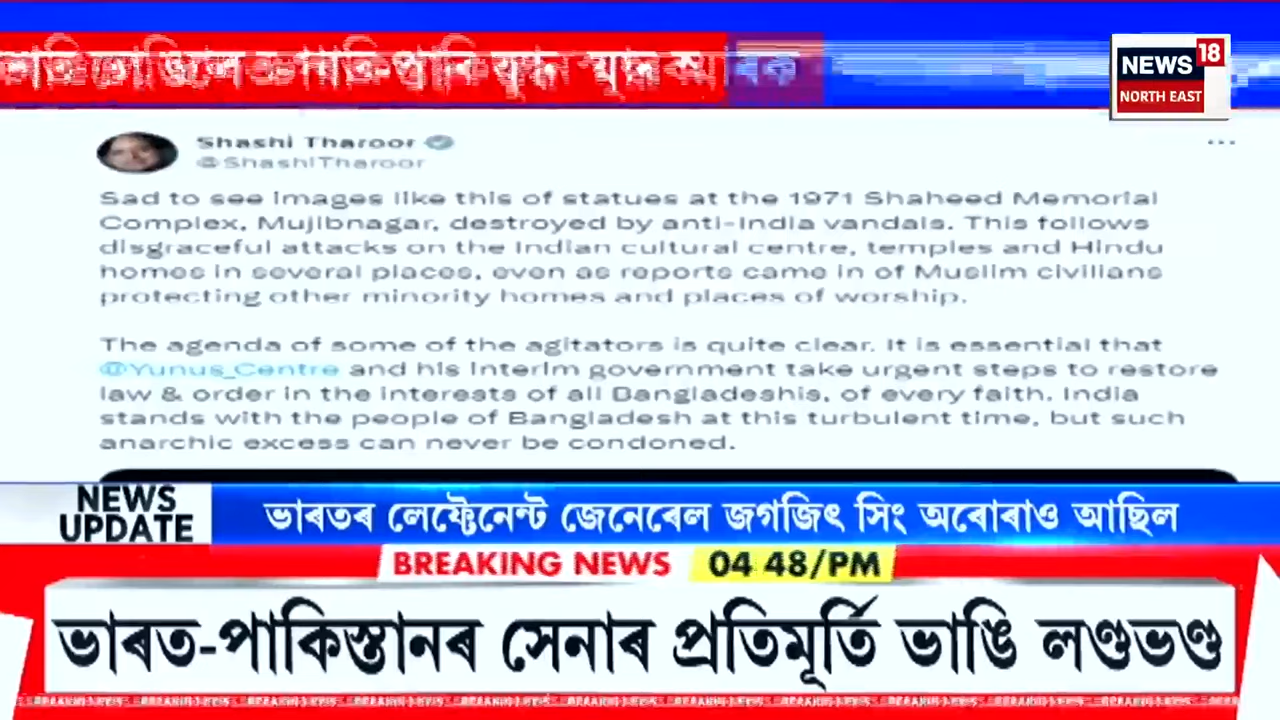 NEWS 18
NORTH EAST
Shashi Tharoor
@ShashiTharoor
Sad to see images like this of statues at the 1971 Shaheed Memorial
Complex, Mujibnagar, destroyed by anti-India vandals. This follows
disgraceful attacks on the Indian cultural centre, temples and Hindu
homes in several places, even as reports came in of Muslim civilians
protecting other minority homes and places of worship.
The agenda of some of the agitators is quite clear. It is essential that
@Yunus_Centre and his interim government take urgent steps to restore
law & order in the interests of all Bangladeshis, of every faith. India
stands with the people of Bangladesh at this turbulent time, but such
anarchic excess can never be condoned.
NEWS
UPDATE
ভাৰতৰ লেফ্টেনেন্ট জেনেৰেল জগজিৎ সিং অৰোৰাও আছিল
BREAKING NEWS 04 48/PM
ভাৰত-পাকিস্তানৰ সেনাৰ প্ৰতিমূৰ্তি ভাঙি লণ্ডভণ্ড